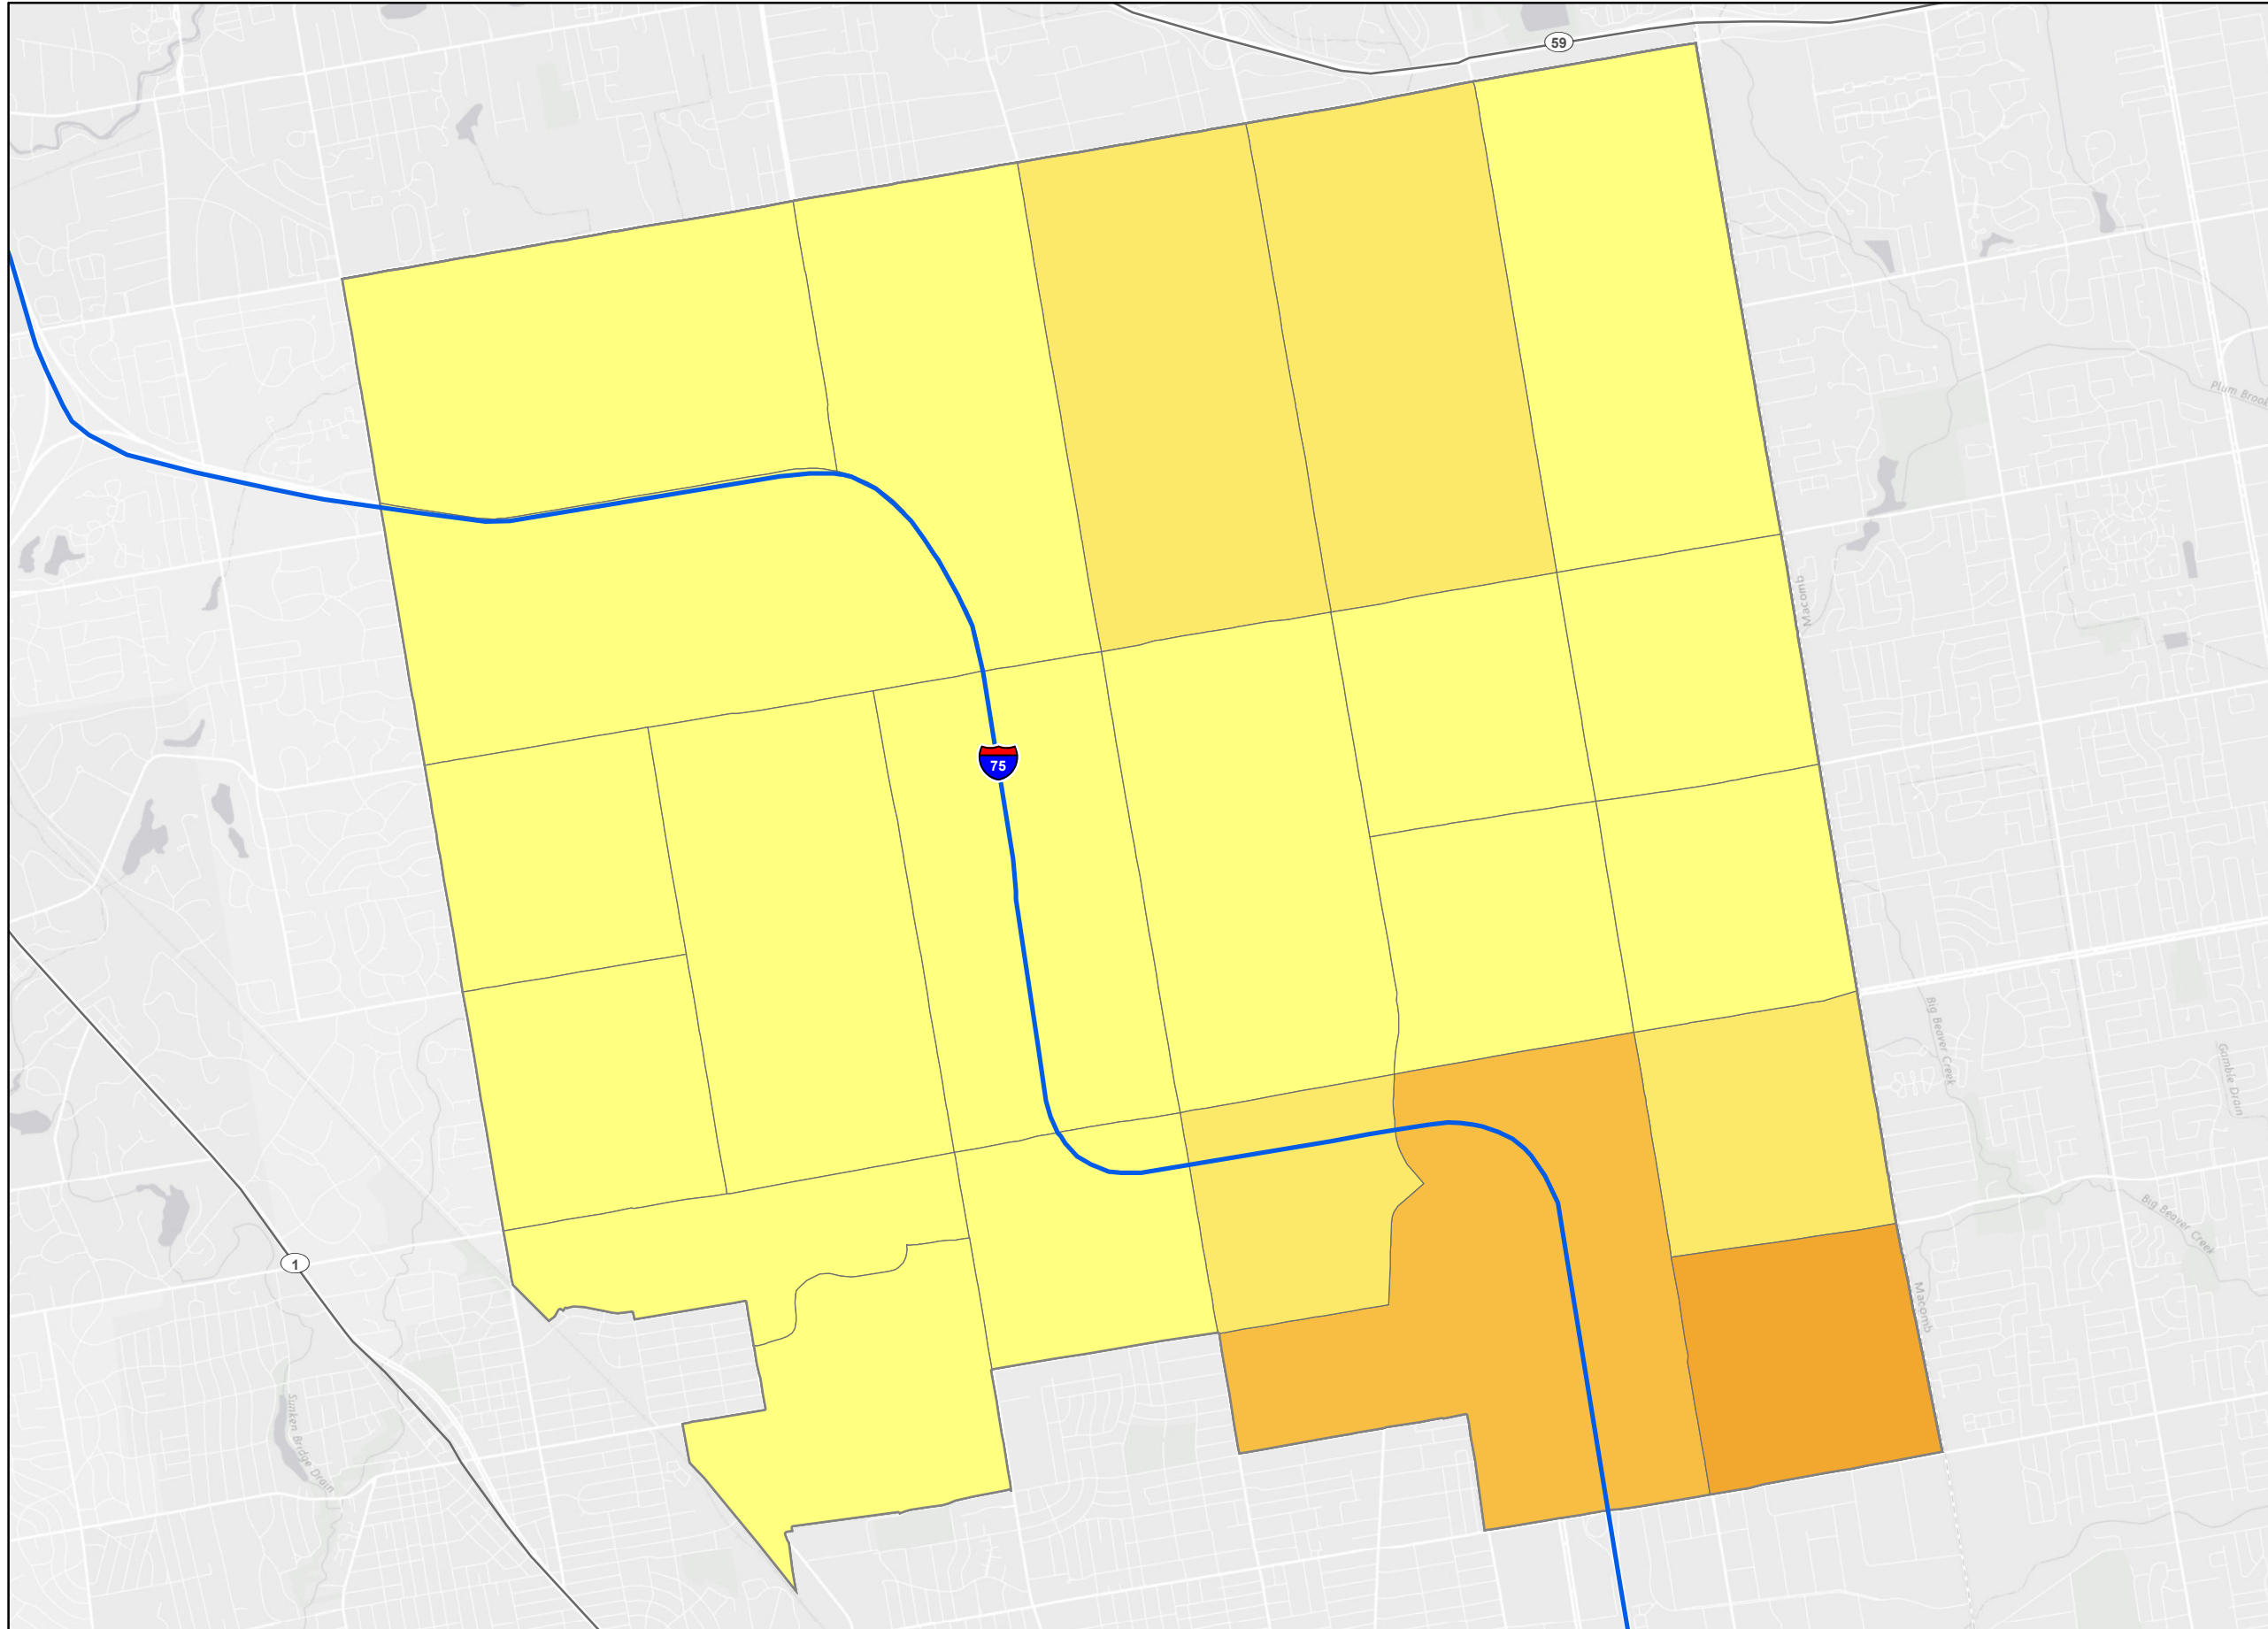 59
Plum Brook
Macomb
75
Big Beaver Creek
Gamble Drain
Big Beaver Creek
1
Macomb
Sunken Bridge Drain